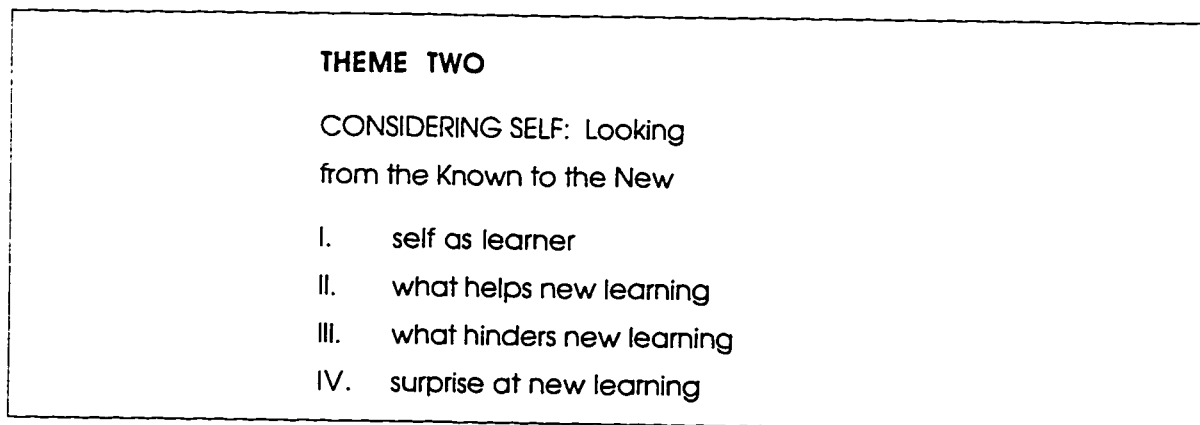 THEME TWO
CONSIDERING SELF: Looking
from the Known to the New
I. self as learner
II. what helps new learning
III. what hinders new learning
IV. surprise at new learning